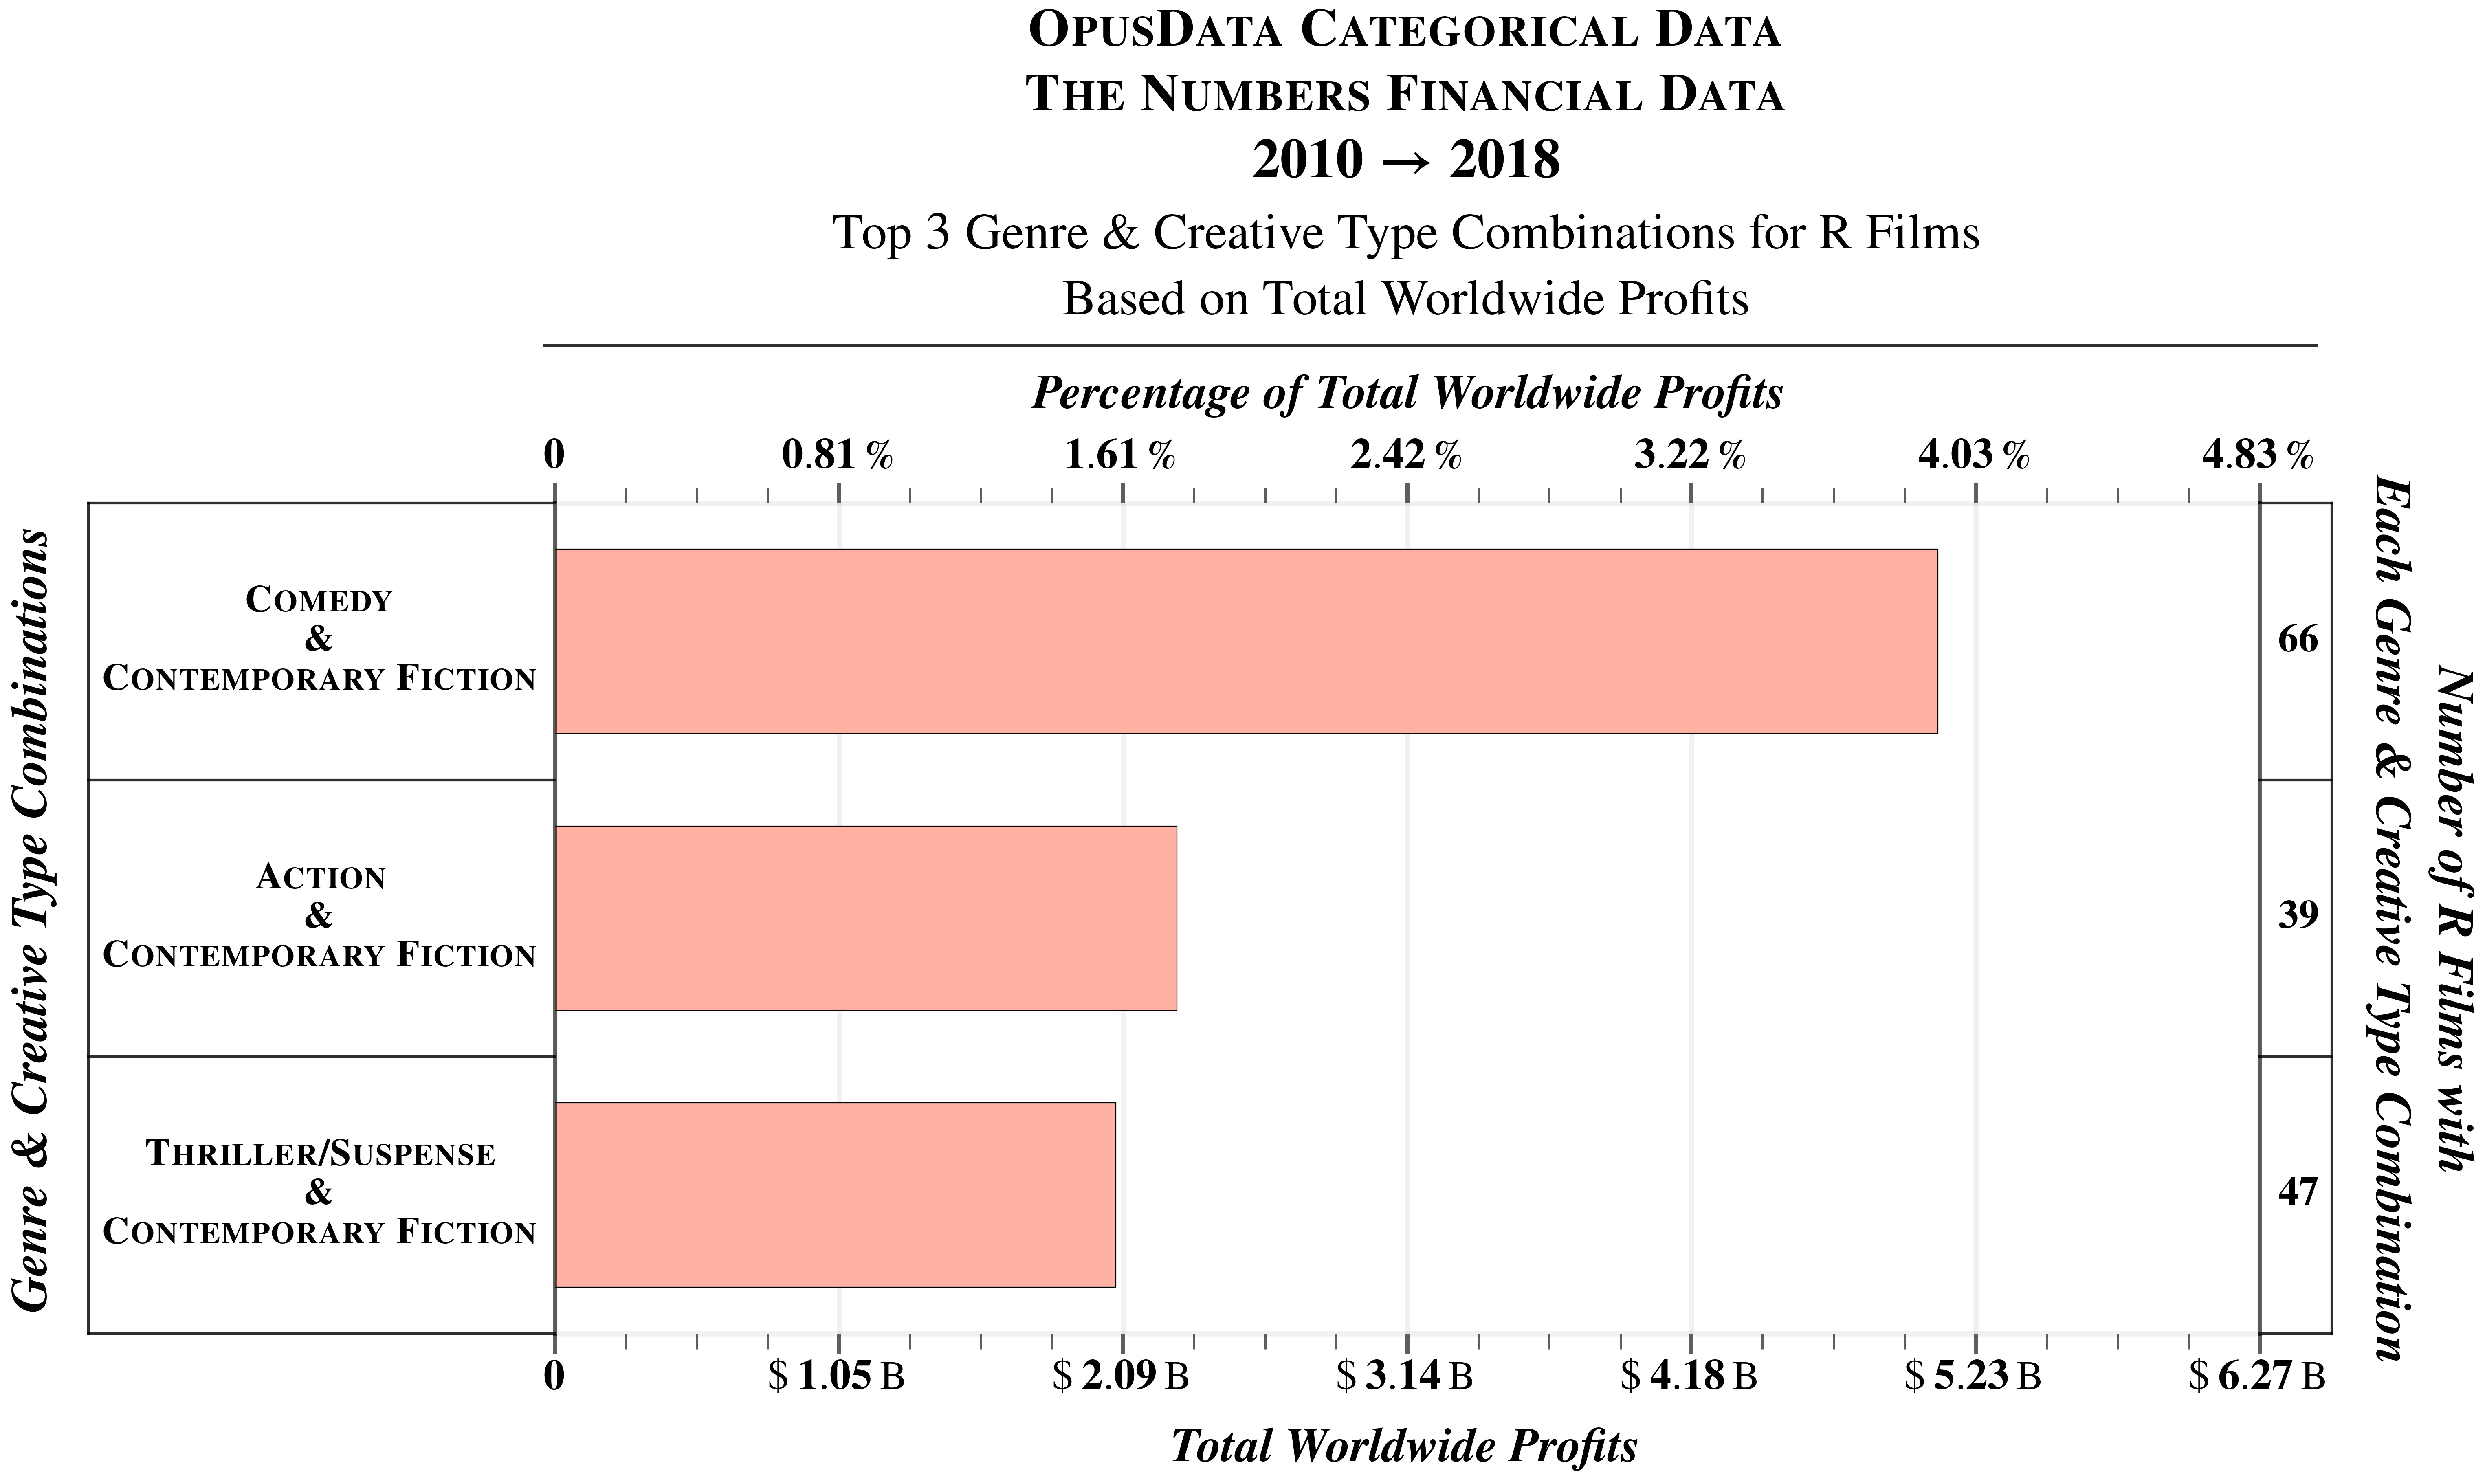 OpusData Categorical Data
The Numbers Financial Data
2010 → 2018
Top 3 Genre & Creative Type Combinations for R Films
Based on Total Worldwide Profits
Percentage of Total Worldwide Profits
0 0.81 % 1.61 % 2.42 % 3.22 % 4.03 % 4.83 %
Genre & Creative Type Combinations
Comedy
&
Contemporary Fiction
66
Action
&
Contemporary Fiction
39
Thriller/Suspense
&
Contemporary Fiction
47
Number of R Films with
Each Genre & Creative Type Combination
0 $ 1.05 B $ 2.09 B $ 3.14 B $ 4.18 B $ 5.23 B $ 6.27 B
Total Worldwide Profits